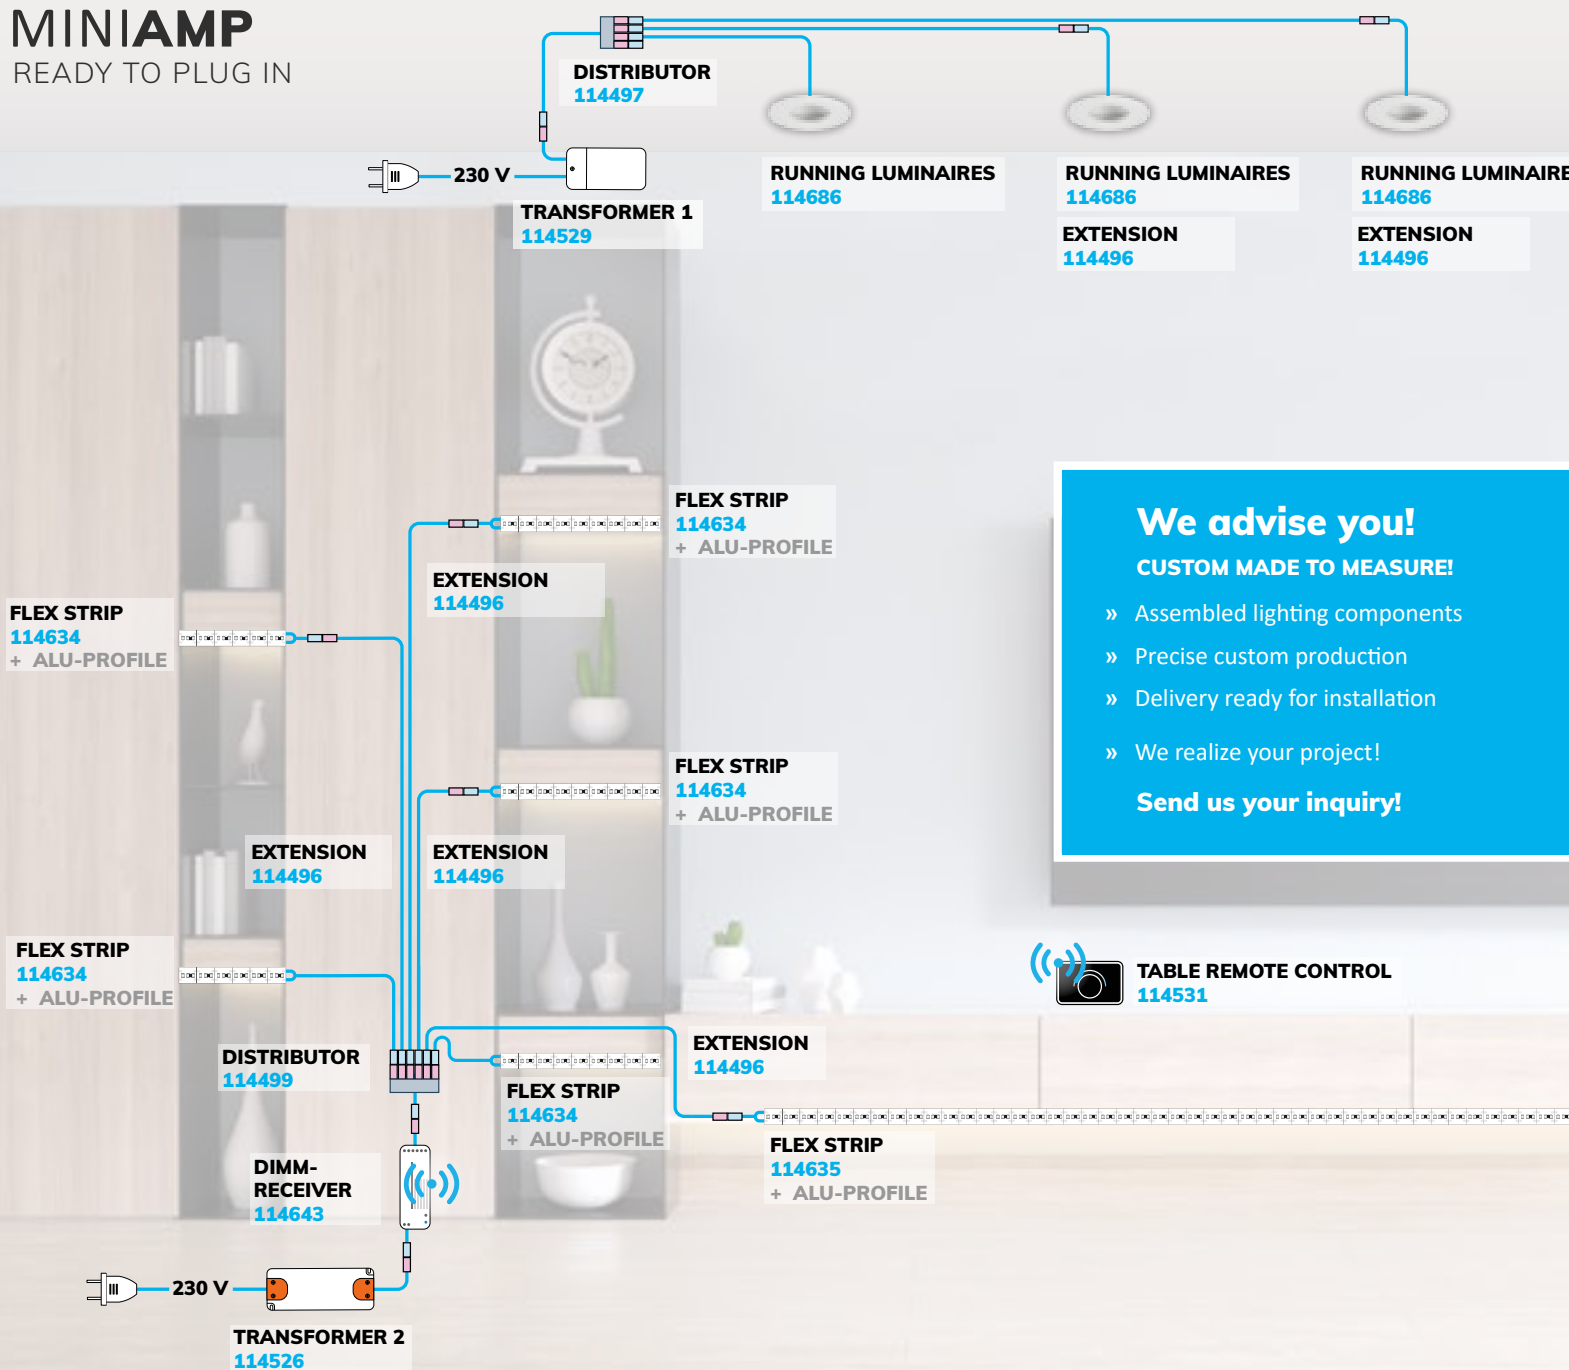 MINIAMP
READY TO PLUG IN
DISTRIBUTOR
114497
230 V
TRANSFORMER 1
114529
RUNNING LUMINAIRES
114686
RUNNING LUMINAIRES
114686
EXTENSION
114496
RUNNING LUMINAIRE
114686
EXTENSION
114496
FLEX STRIP
114634
+ ALU-PROFILE
EXTENSION
114496
FLEX STRIP
114634
+ ALU-PROFILE
We advise you!
CUSTOM MADE TO MEASURE!
» Assembled lighting components
» Precise custom production
» Delivery ready for installation
» We realize your project!
Send us your inquiry!
FLEX STRIP
114634
+ ALU-PROFILE
EXTENSION
114496
EXTENSION
114496
FLEX STRIP
114634
+ ALU-PROFILE
TABLE REMOTE CONTROL
114531
DISTRIBUTOR
114499
EXTENSION
114496
FLEX STRIP
114634
+ ALU-PROFILE
FLEX STRIP
114635
+ ALU-PROFILE
DIMM-
RECEIVER
114643
230 V
TRANSFORMER 2
114526